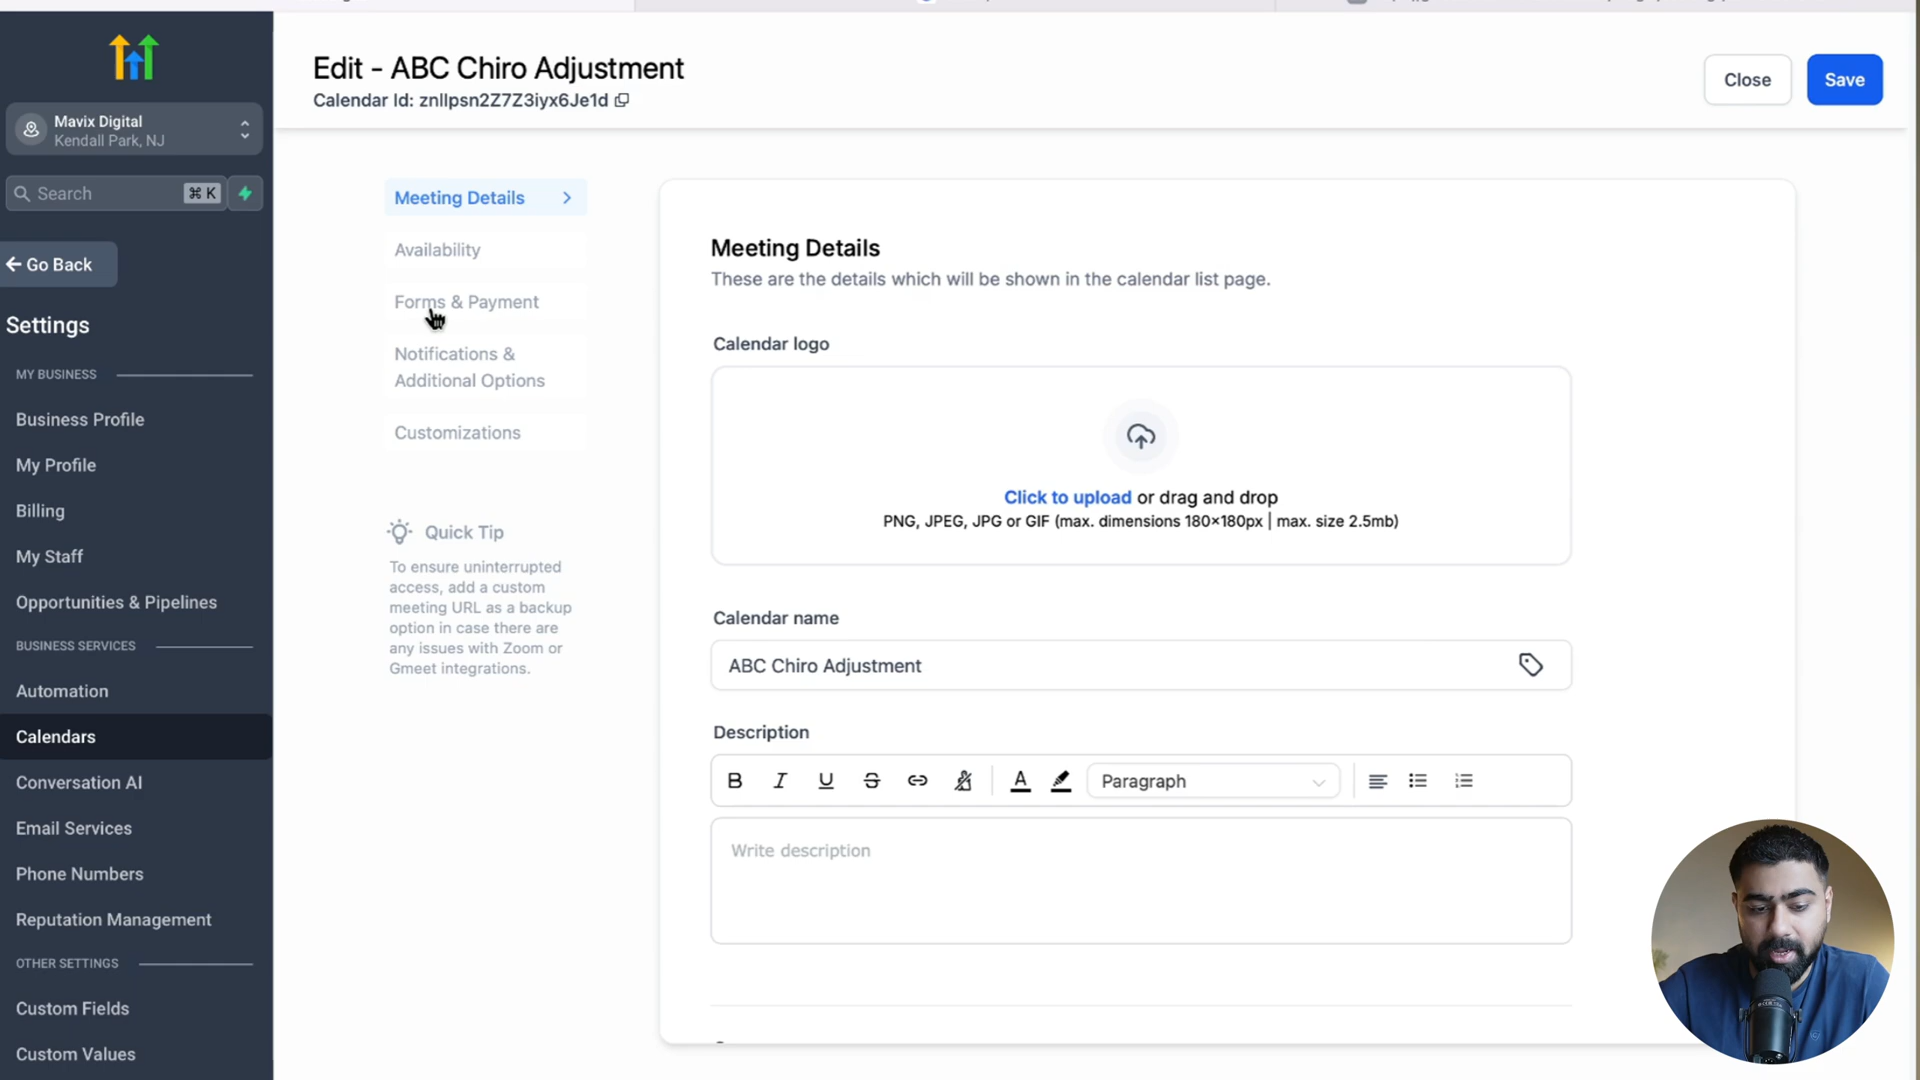 Edit - ABC Chiro Adjustment
Calendar Id: znllpsn2Z7Z3iyx6Je1d
Close
Save
Mavix Digital
Kendall Park, NJ
Search
⌘ K
Go Back
Settings
MY BUSINESS
Business Profile
My Profile
Billing
My Staff
Opportunities & Pipelines
BUSINESS SERVICES
Automation
Calendars
Conversation AI
Email Services
Phone Numbers
Reputation Management
OTHER SETTINGS
Custom Fields
Custom Values
Meeting Details
Availability
Forms & Payment
Notifications &
Additional Options
Customizations
Quick Tip
To ensure uninterrupted
access, add a custom
meeting URL as a backup
option in case there are
any issues with Zoom or
Gmeet integrations.
Meeting Details
These are the details which will be shown in the calendar list page.
Calendar logo
Click to upload or drag and drop
PNG, JPEG, JPG or GIF (max. dimensions 180×180px | max. size 2.5mb)
Calendar name
ABC Chiro Adjustment
Description
B I U S A Paragraph
Write description